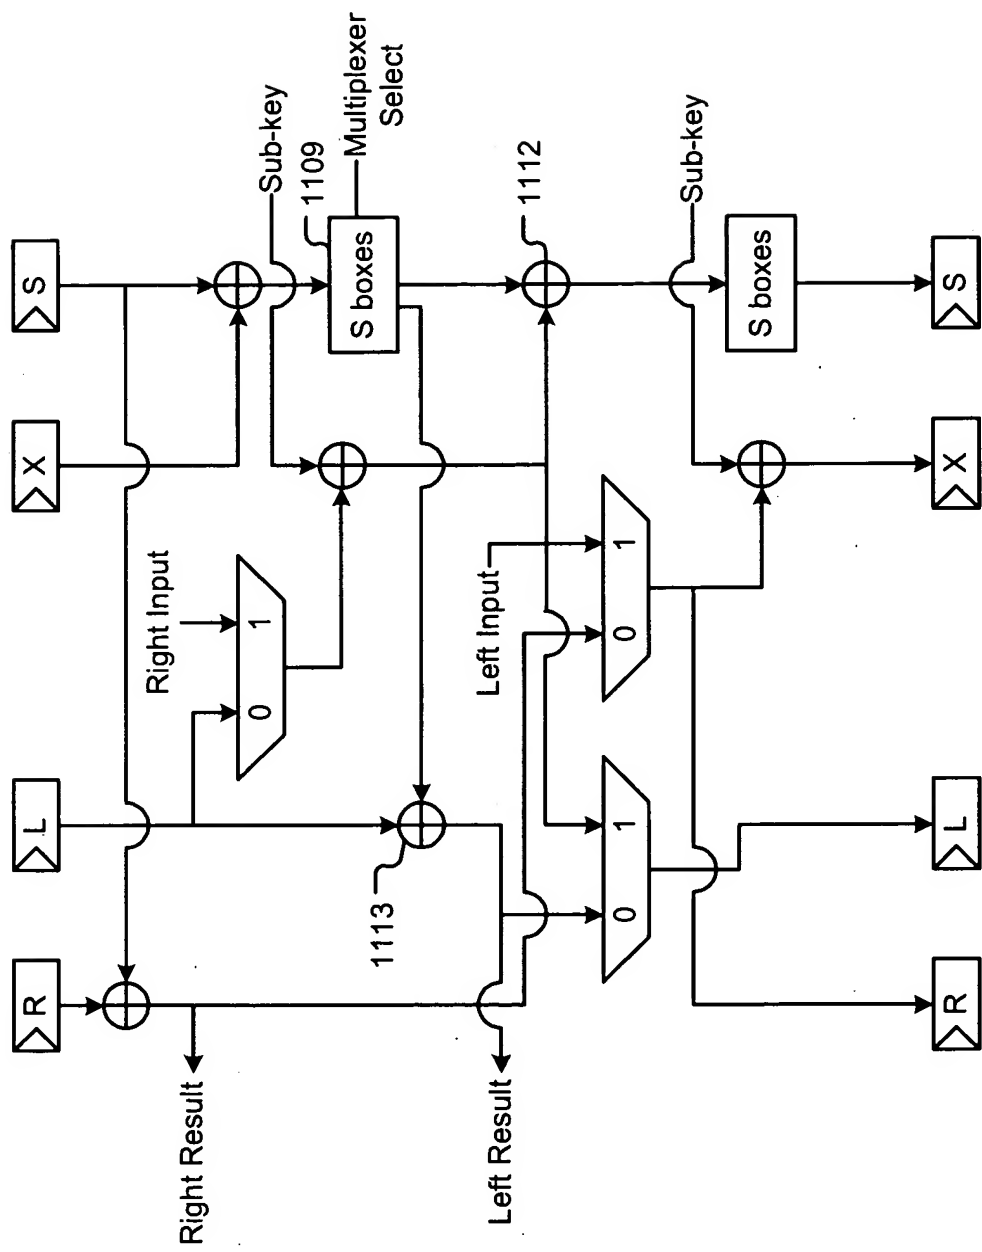 R
L
X
S
Right Result
Right Input
Sub-key
0
1
1109
S boxes
Multiplexer
Select
1113
Left Result
Left Input
1112
0
1
0
1
Sub-key
S boxes
R
L
X
S